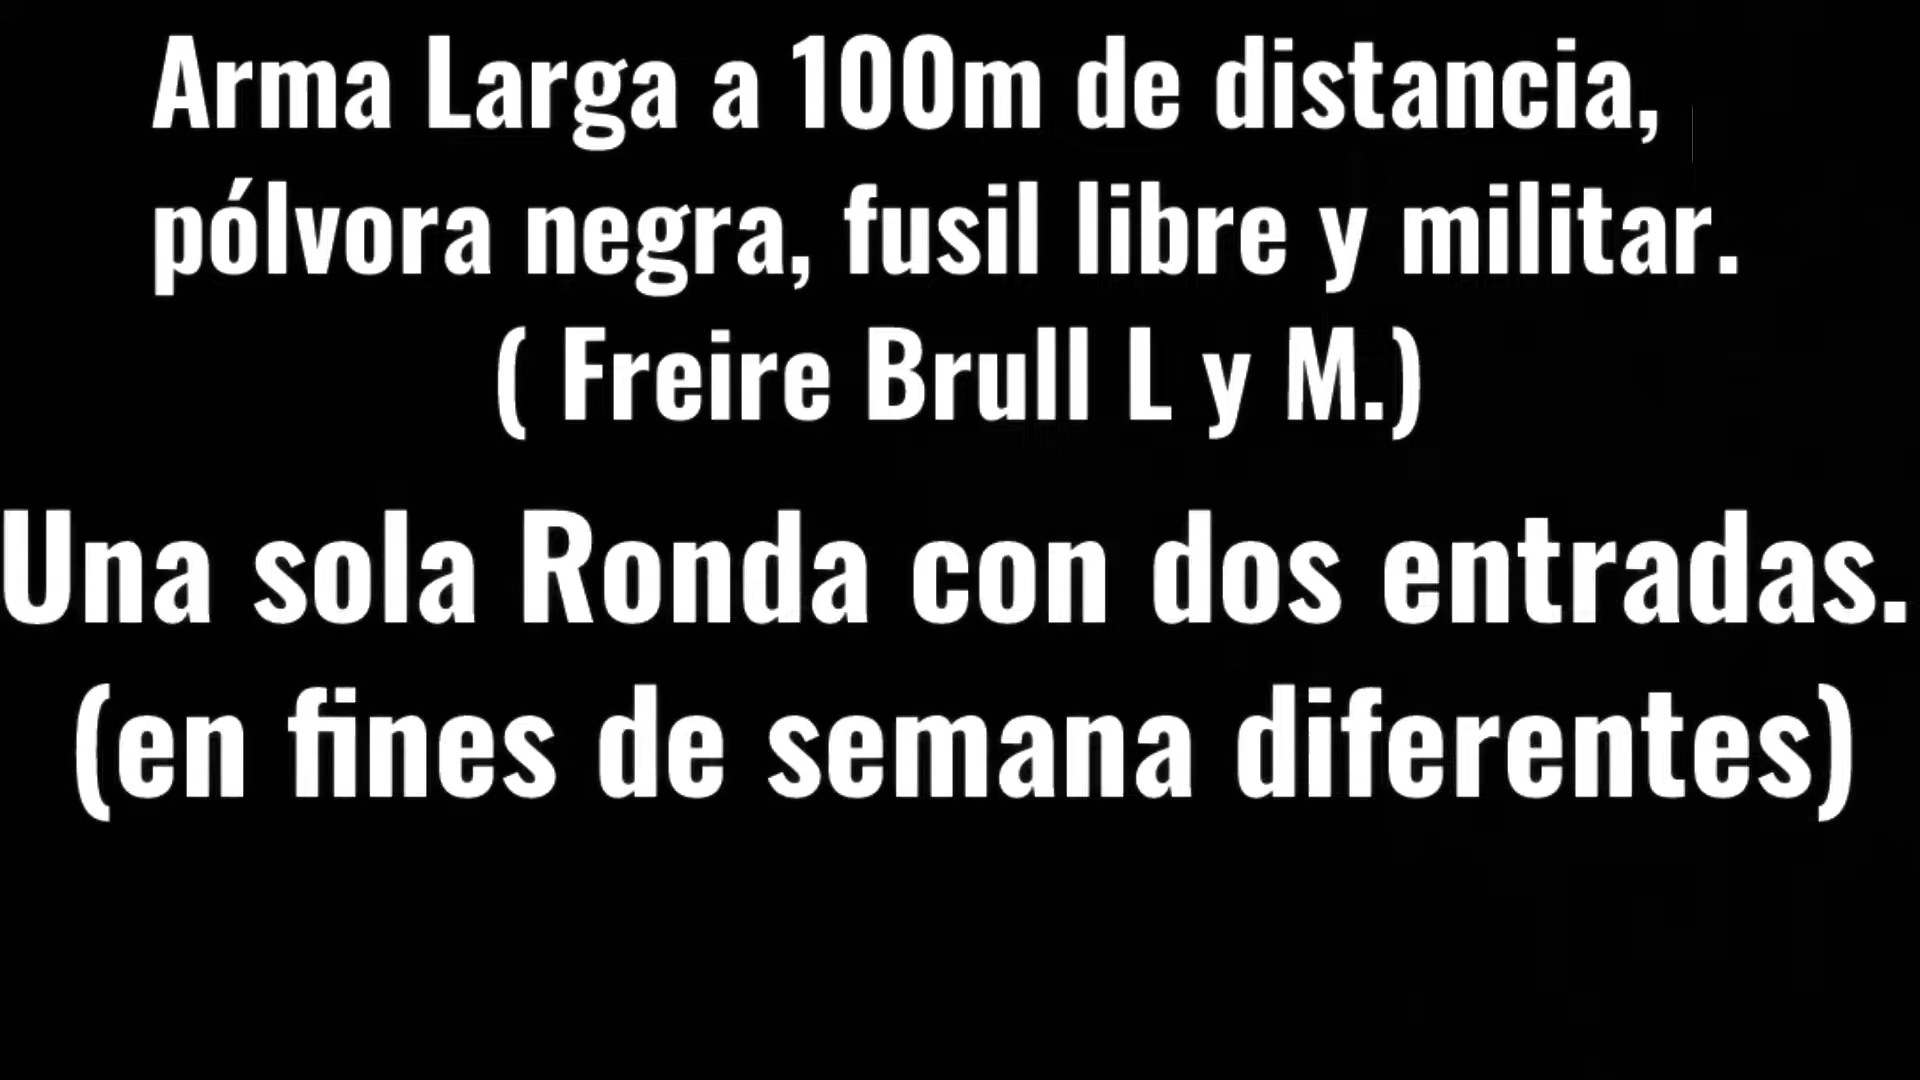 Arma Larga a 100m de distancia,
pólvora negra, fusil libre y militar.
( Freire Brull L y M.)
Una sola Ronda con dos entradas.
(en fines de semana diferentes)